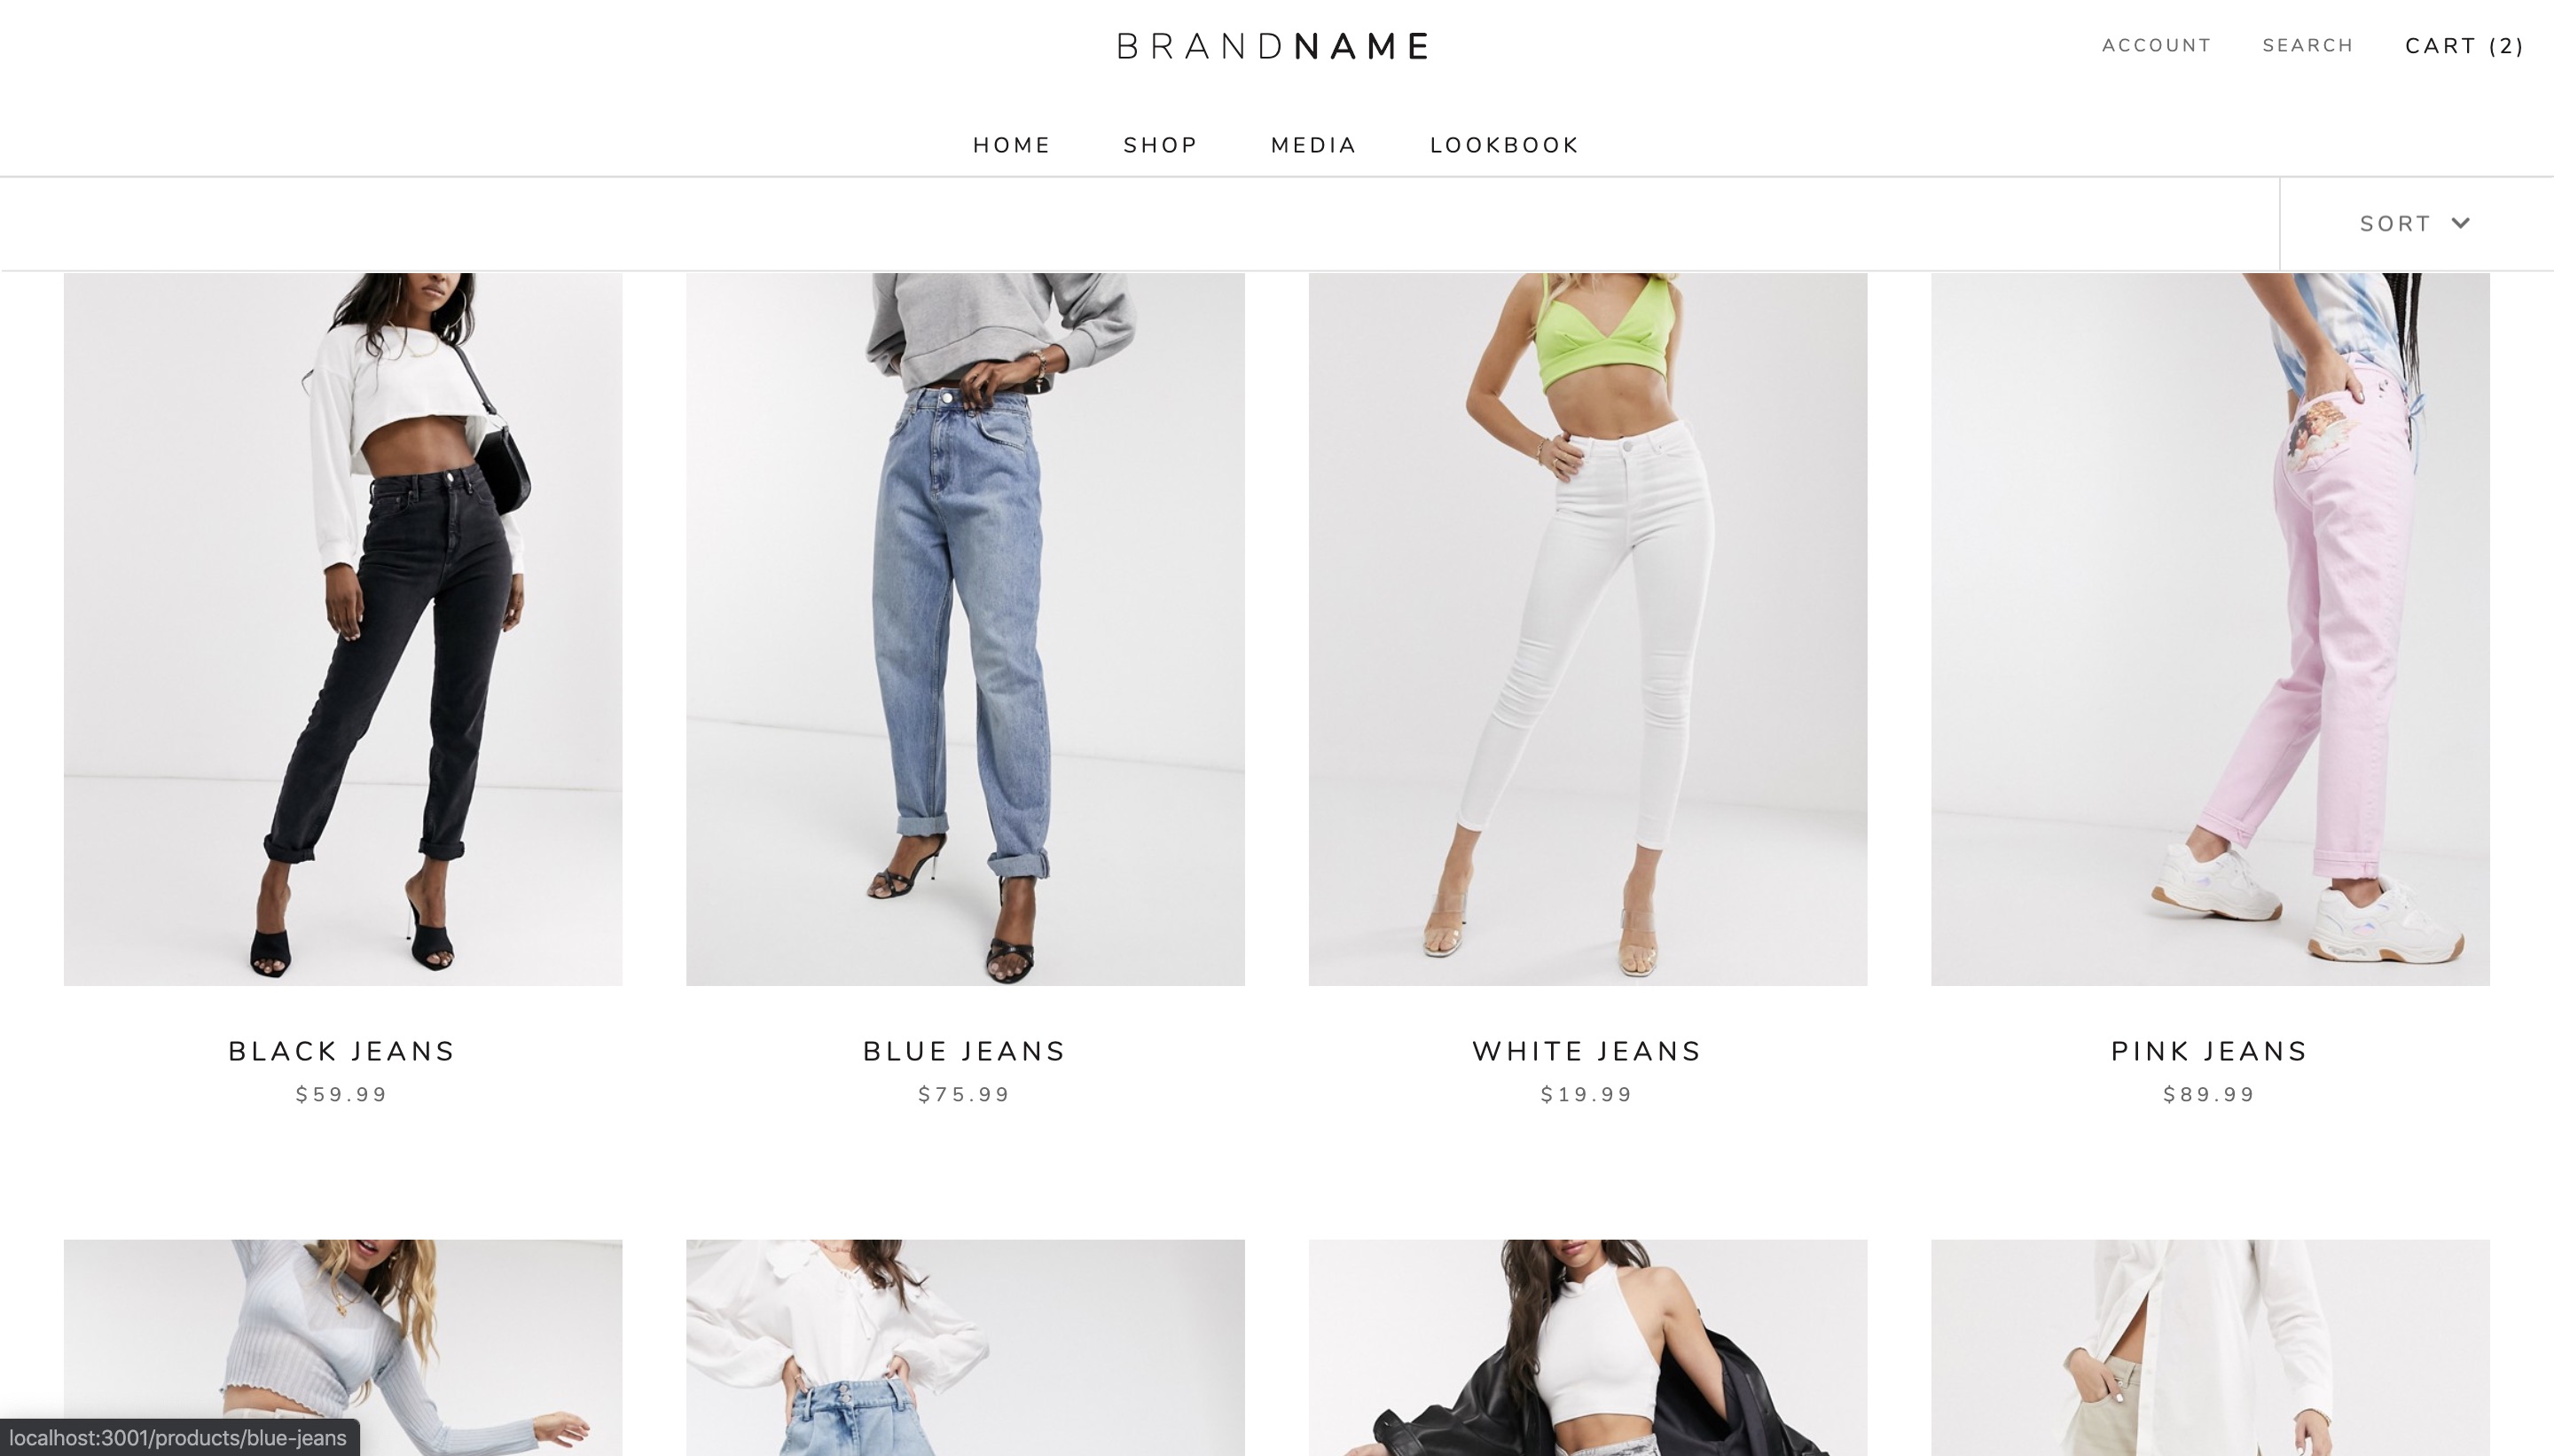 BRANDNAME
ACCOUNT SEARCH CART (2)
HOME SHOP MEDIA LOOKBOOK
SORT
BLACK JEANS
$59.99
BLUE JEANS
$75.99
WHITE JEANS
$19.99
PINK JEANS
$89.99
localhost:3001/products/blue-jeans